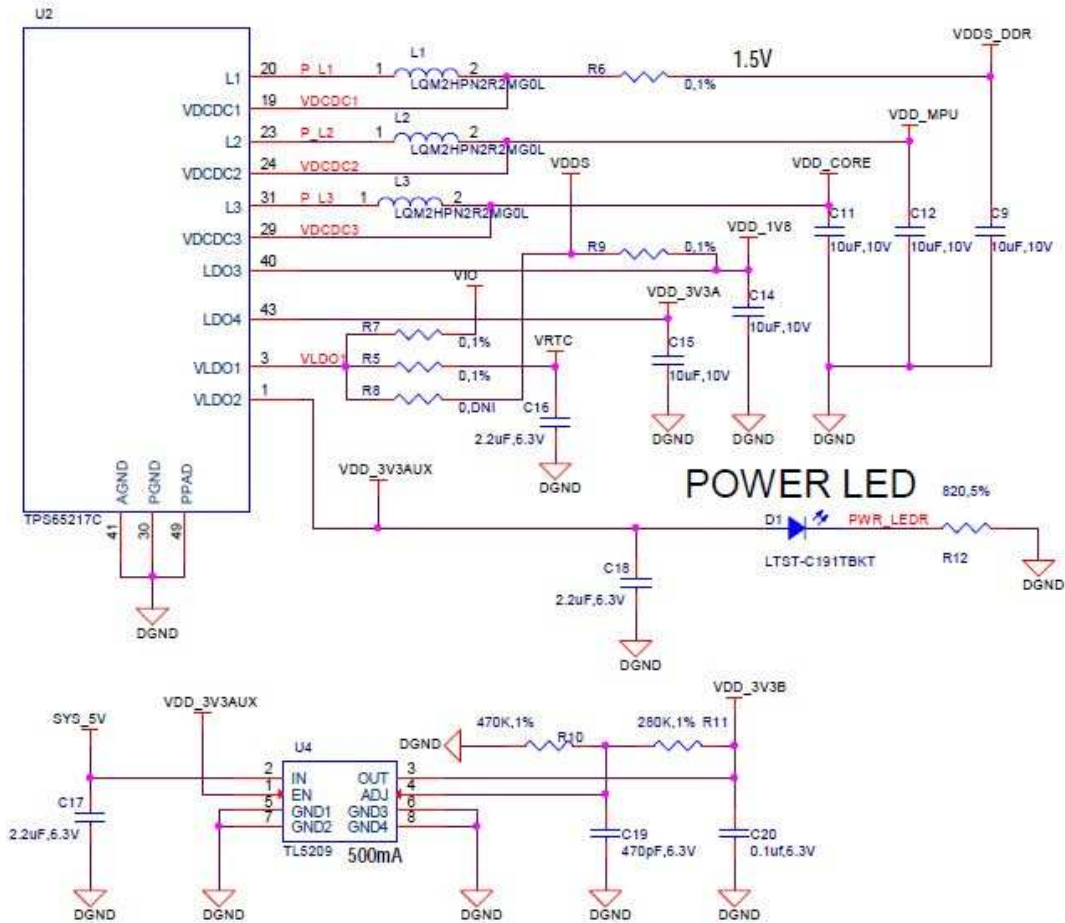 U2
L1
20
P_L1
1
L1
2
LQM2HPN2R2MG0L
R6
0,1%
1.5V
VDDS_DDR
VDCDC1
19
VDCDC1
L2
23
P_L2
1
L2
2
LQM2HPN2R2MG0L
VDD_MPU
VDCDC2
24
VDCDC2
VDDS
VDD_CORE
L3
31
P_L3
1
L3
2
LQM2HPN2R2MG0L
C11
10uF,10V
C12
10uF,10V
C9
10uF,10V
VDCDC3
29
VDCDC3
R9
0,1%
VDD_1V8
LDO3
40
VIO
VDD_3V3A
C14
10uF,10V
LDO4
43
R7
0,1%
VRTC
C15
10uF,10V
VLDO1
3
VLDO1
R5
0,1%
VLDO2
1
R8
0,DNI
C16
2.2uF,6.3V
DGND
DGND
DGND
DGND
AGND
PGND
PPAD
TPS65217C
41
30
49
DGND
VDD_3V3AUX
POWER LED
820,5%
D1
PWR_LEDR
LTST-C191TBKT
R12
DGND
C18
2.2uF,6.3V
DGND
SYS_5V
VDD_3V3AUX
VDD_3V3B
470K,1%
R10
280K,1% R11
DGND
U4
2
IN
OUT
3
1
EN
ADJ
4
5
GND1
GND3
6
7
GND2
GND4
8
TL5209
500mA
C17
2.2uF,6.3V
C19
470pF,6.3V
C20
0.1uf,6.3V
DGND
DGND
DGND
DGND
DGND